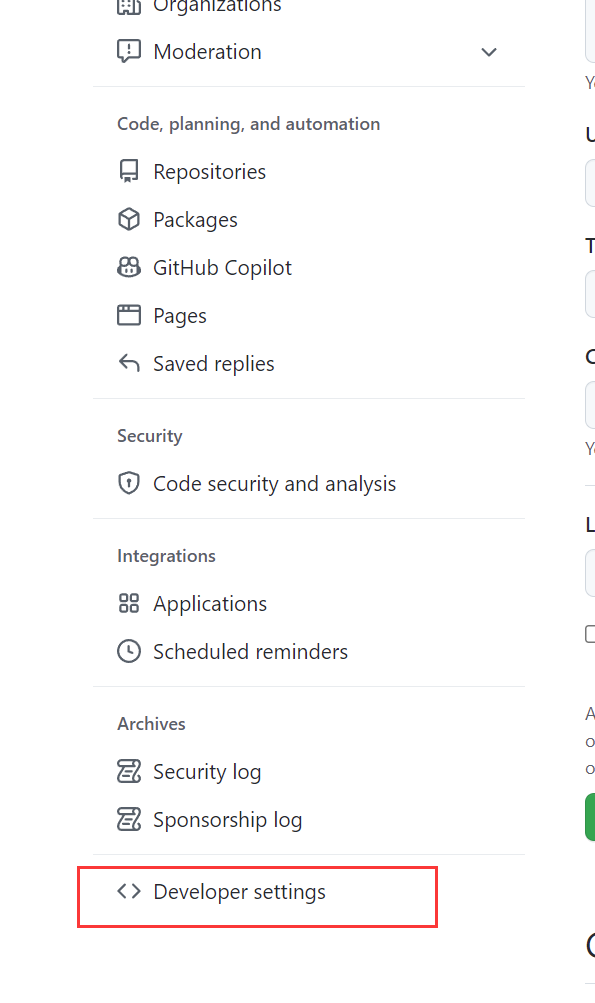 Organizations
Moderation
Code, planning, and automation
Repositories
Packages
GitHub Copilot
Pages
Saved replies
Security
Code security and analysis
Integrations
Applications
Scheduled reminders
Archives
Security log
Sponsorship log
Developer settings